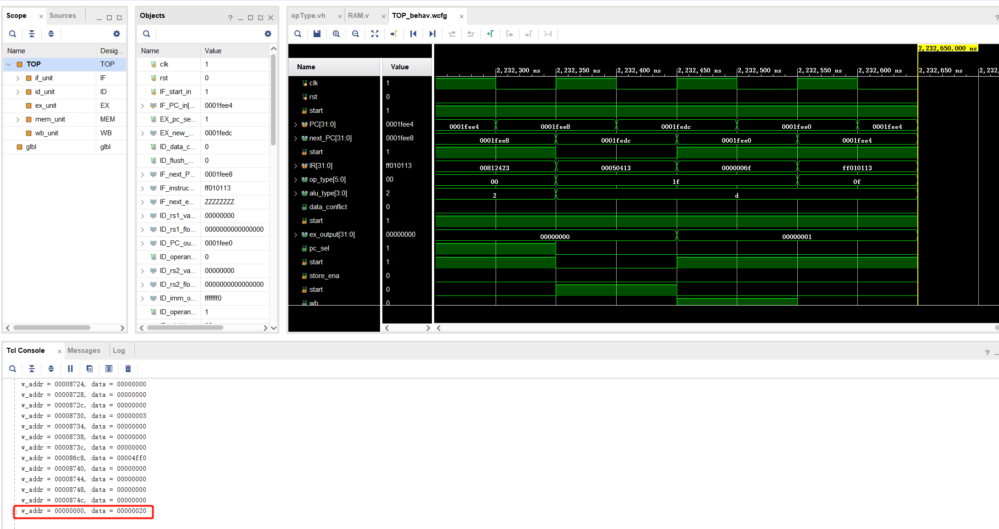 Scope
Sources
Name
Desig...
TOP
TOP
if_unit
IF
id_unit
ID
ex_unit
EX
mem_unit
MEM
wb_unit
WB
glbl
glbl
Objects
Name
Value
clk
1
rst
0
IF_start_in
1
IF_PC_in[...
0001fee4
EX_pc_se...
1
EX_new_...
0001fedc
ID_data_c...
0
ID_flush_...
0
IF_next_P...
0001fee8
IF_instruc...
ff010113
IF_next_e...
ZZZZZZZZ
ID_rs1_va...
00000000
ID_rs1_flo...
0000000000000000
ID_PC_ou...
0001fee0
ID_operan...
0
ID_rs2_va...
00000000
ID_rs2_flo...
0000000000000000
ID_imm_o...
fffffff0
ID_operan...
1
opType.vh
RAM.v
TOP_behav.wcfg
Name
Value
clk
1
rst
0
start
1
PC[31:0]
0001fee4
next_PC[31:0]
0001fee8
start
1
IR[31:0]
ff010113
op_type[5:0]
00
alu_type[3:0]
2
data_conflict
0
start
1
ex_output[31:0]
00000000
pc_sel
1
start
1
store_ena
0
start
0
wb
0
2,232,650.000 ns
2,232,300 ns
2,232,350 ns
2,232,400 ns
2,232,450 ns
2,232,500 ns
2,232,550 ns
2,232,600 ns
2,232,650 ns
2,232,
0001fee4
0001fee8
0001fedc
0001fee0
0001fee4
0001fee8
0001fedc
0001fee0
0001fee4
00812423
00050413
0000006f
ff010113
00
1f
0f
2
d
00000000
00000001
Tcl Console
Messages
Log
w_addr = 00008724, data = 00000000
w_addr = 00008728, data = 00000000
w_addr = 0000872c, data = 00000000
w_addr = 00008730, data = 00000003
w_addr = 00008734, data = 00000000
w_addr = 00008738, data = 00000000
w_addr = 0000873c, data = 00000000
w_addr = 000086c8, data = 00004ff0
w_addr = 00008740, data = 00000000
w_addr = 00008744, data = 00000000
w_addr = 00008748, data = 00000000
w_addr = 0000874c, data = 00000000
w_addr = 00000000, data = 00000020